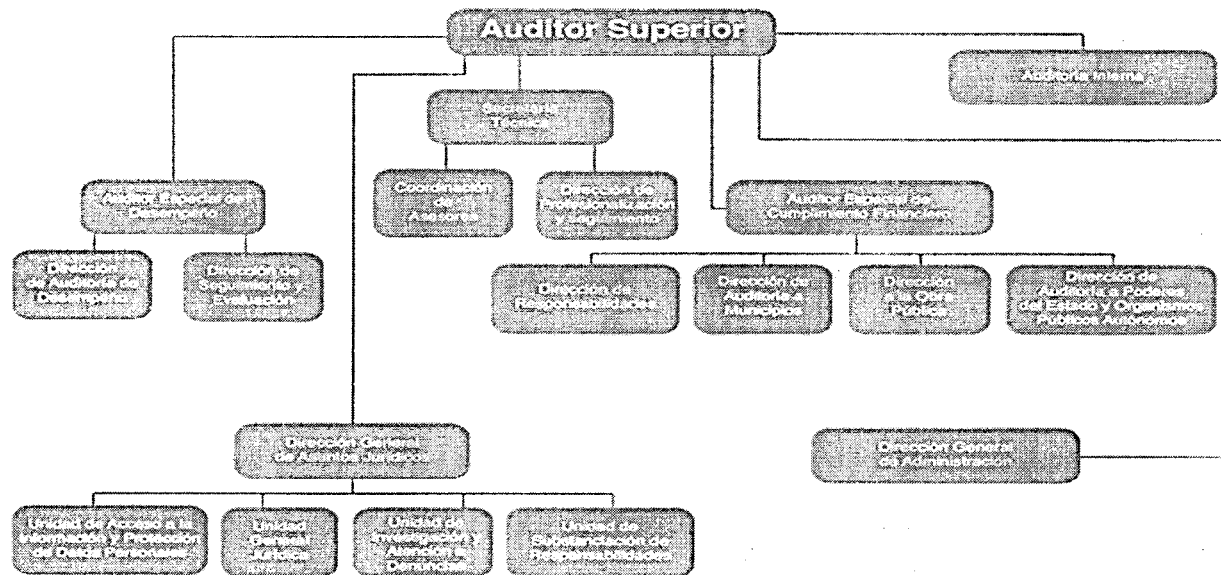 Auditor Superior
Auditoría Interna
Secretaría
Técnica
Coordinación
de
Asesores
Dirección de
Profesionalización
y seguimiento
Auditor Especial del
Desempeño
Dirección
de Auditoría de
Desempeño
Dirección de
Seguimiento y
Evaluación
Auditor Especial de
Cumplimiento Financiero
Dirección de
Responsabilidades
Dirección de
Auditoría a
Municipios
Dirección
a la Obra
Pública
Dirección de
Auditoría a Poderes
del Estado y Organismos
Públicos Autónomos
Dirección General
de Asuntos Jurídicos
Dirección General
de Administración
Unidad de Acceso a la
Información y Protección
de Datos Personales
Unidad
General
Jurídica
Unidad de
Investigación y
Atención a
Denuncias
Unidad de
Substanciación de
Responsabilidades